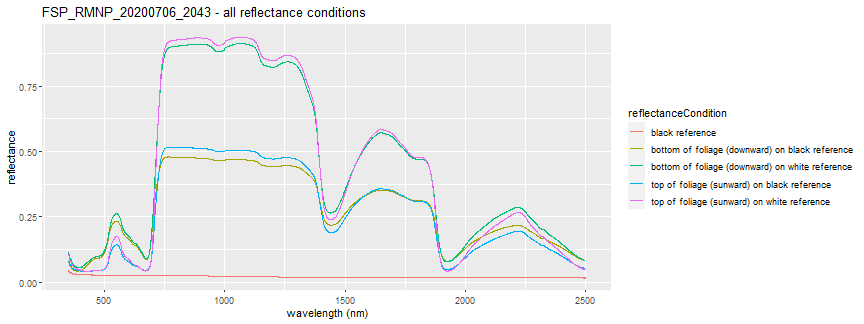 FSP_RMNP_20200706_2043 - all reflectance conditions
reflectance
0.75
0.50
0.25
0.00
500
1000
1500
2000
2500
wavelength (nm)
reflectanceCondition
black reference
bottom of foliage (downward) on black reference
bottom of foliage (downward) on white reference
top of foliage (sunward) on black reference
top of foliage (sunward) on white reference